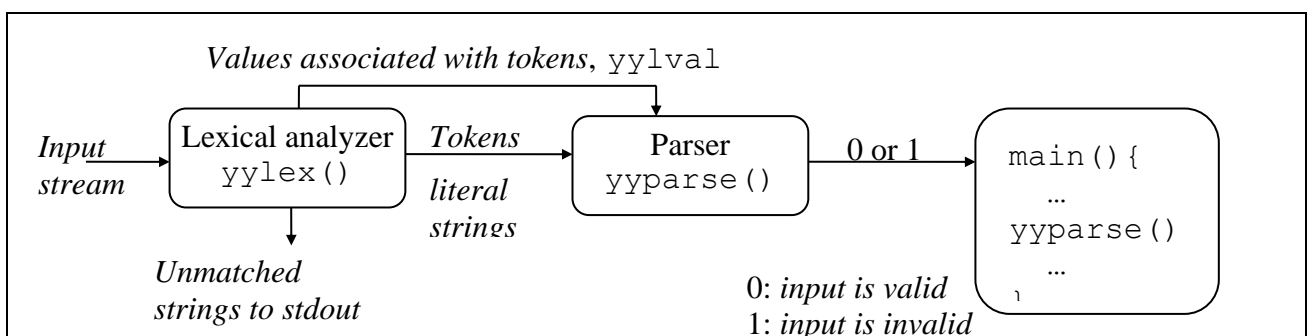 Values associated with tokens, yylval
Input
stream
Lexical analyzer
yylex()
Tokens
literal
strings
Parser
yyparse()
0 or 1
main(){
…
yyparse()
…
}
Unmatched
strings to stdout
0: input is valid
1: input is invalid